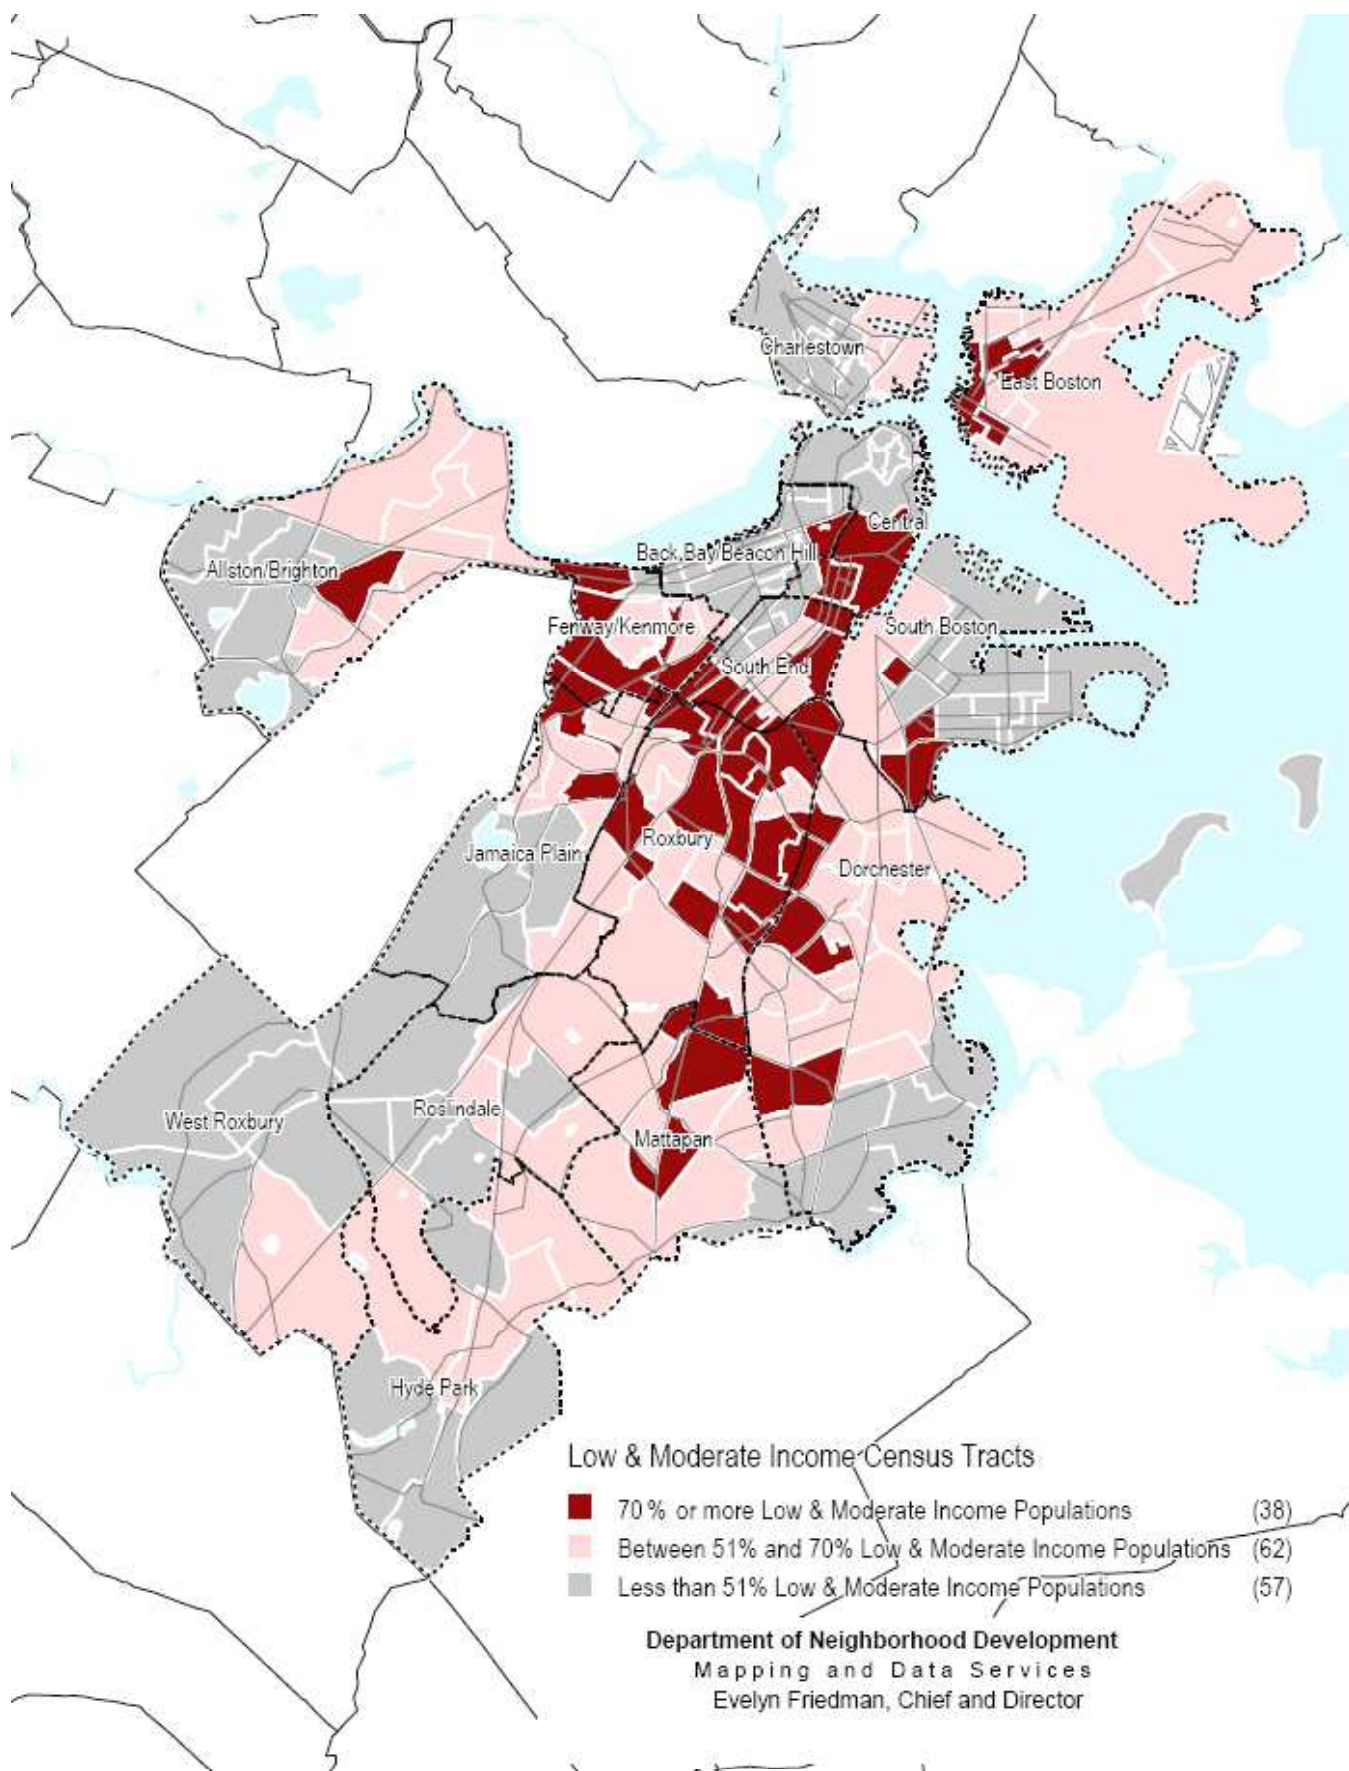 Charlestown
East Boston
Central
Back Bay/Beacon Hill
Allston/Brighton
Fenway/Kenmore
South Boston
South End
Roxbury
Jamaica Plain
Dorchester
West Roxbury
Roslindale
Mattapan
Hyde Park
Low & Moderate Income Census Tracts
70% or more Low & Moderate Income Populations (38)
Between 51% and 70% Low & Moderate Income Populations (62)
Less than 51% Low & Moderate Income Populations (57)
Department of Neighborhood Development
Mapping and Data Services
Evelyn Friedman, Chief and Director